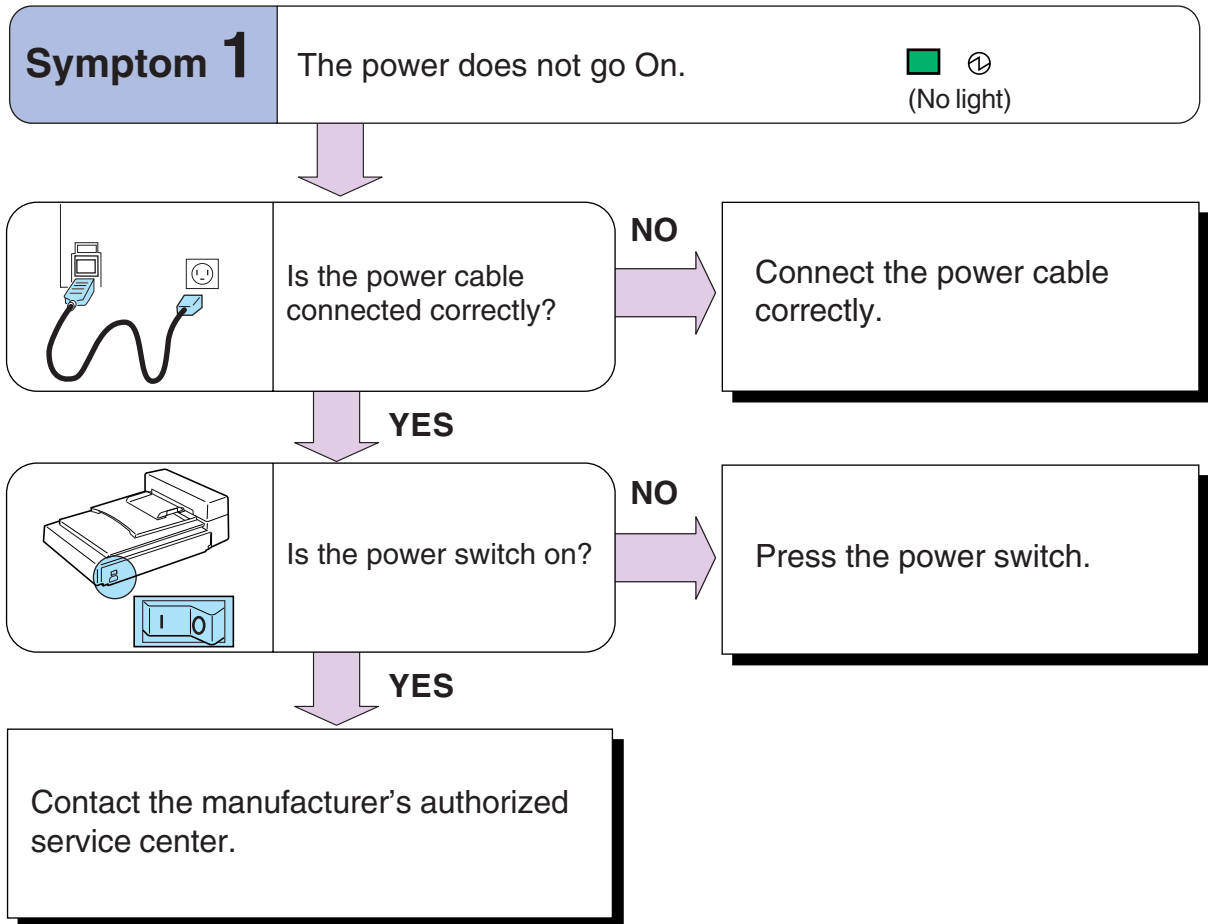 Symptom 1
The power does not go On.
(No light)
Is the power cable
connected correctly?
NO
Connect the power cable
correctly.
YES
Is the power switch on?
I O
NO
Press the power switch.
YES
Contact the manufacturer’s authorized
service center.